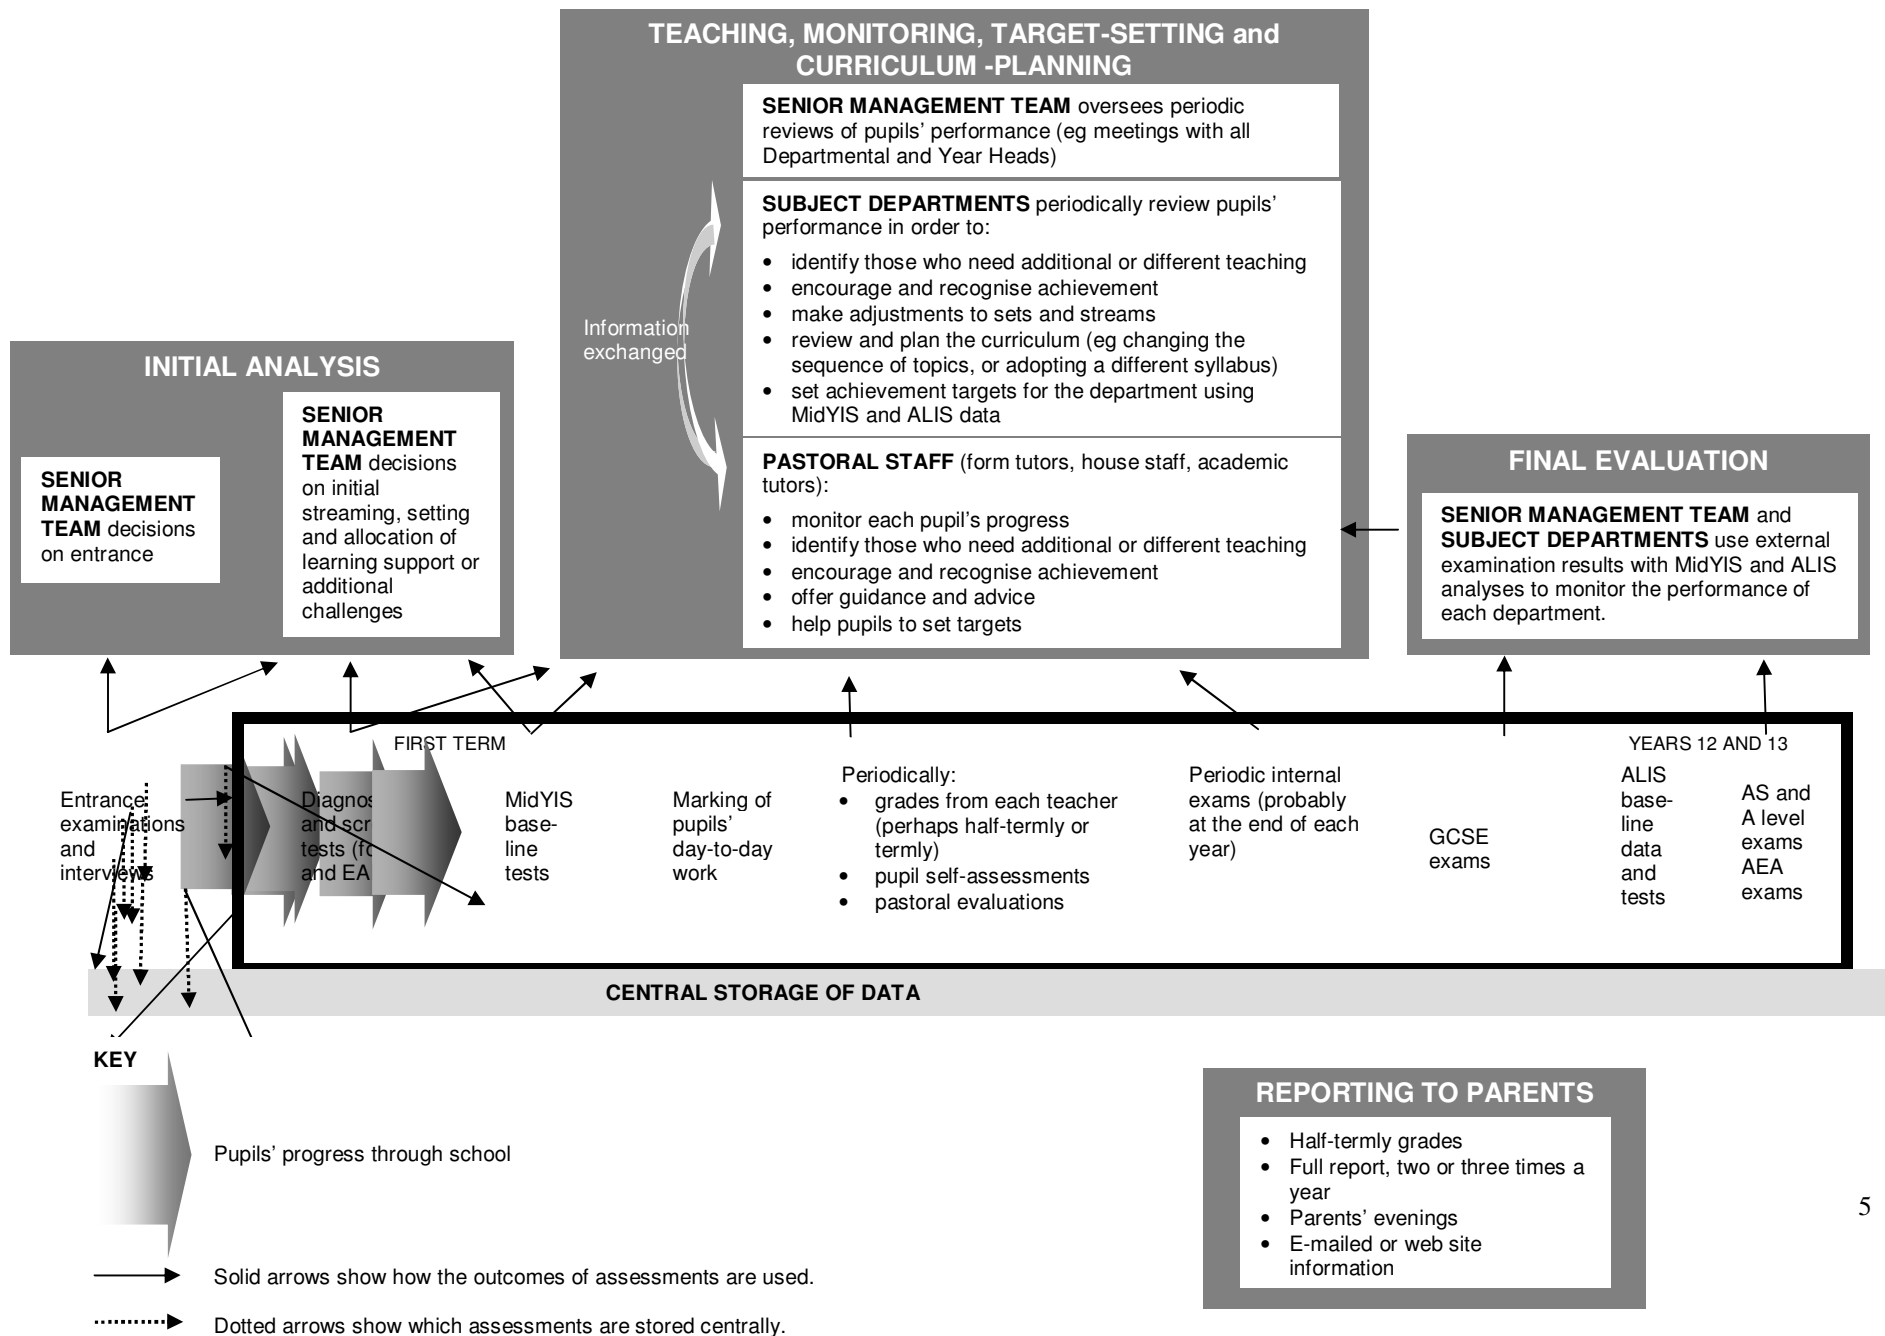 TEACHING, MONITORING, TARGET-SETTING and
CURRICULUM -PLANNING
SENIOR MANAGEMENT TEAM oversees periodic
reviews of pupils’ performance (eg meetings with all
Departmental and Year Heads)
SUBJECT DEPARTMENTS periodically review pupils’
performance in order to:
• identify those who need additional or different teaching
• encourage and recognise achievement
• make adjustments to sets and streams
• review and plan the curriculum (eg changing the
sequence of topics, or adopting a different syllabus)
• set achievement targets for the department using
MidYIS and ALIS data
Information
exchanged
PASTORAL STAFF (form tutors, house staff, academic
tutors):
• monitor each pupil’s progress
• identify those who need additional or different teaching
• encourage and recognise achievement
• offer guidance and advice
• help pupils to set targets
INITIAL ANALYSIS
SENIOR
MANAGEMENT
TEAM decisions
on entrance
SENIOR
MANAGEMENT
TEAM decisions
on initial
streaming, setting
and allocation of
learning support or
additional
challenges
FINAL EVALUATION
SENIOR MANAGEMENT TEAM and
SUBJECT DEPARTMENTS use external
examination results with MidYIS and ALIS
analyses to monitor the performance of
each department.
FIRST TERM
YEARS 12 AND 13
Entrance
examinations
and
interviews
and
tests
and EA
MidYIS
base-
line
tests
Marking of
pupils’
day-to-day
work
Periodically:
• grades from each teacher
(perhaps half-termly or
termly)
• pupil self-assessments
• pastoral evaluations
Periodic internal
exams (probably
at the end of each
year)
GCSE
exams
ALIS
base-
line
data
and
tests
AS and
A level
exams
AEA
exams
CENTRAL STORAGE OF DATA
KEY
Pupils’ progress through school
Solid arrows show how the outcomes of assessments are used.
Dotted arrows show which assessments are stored centrally.
REPORTING TO PARENTS
• Half-termly grades
• Full report, two or three times a
year
• Parents’ evenings
• E-mailed or web site
information
5